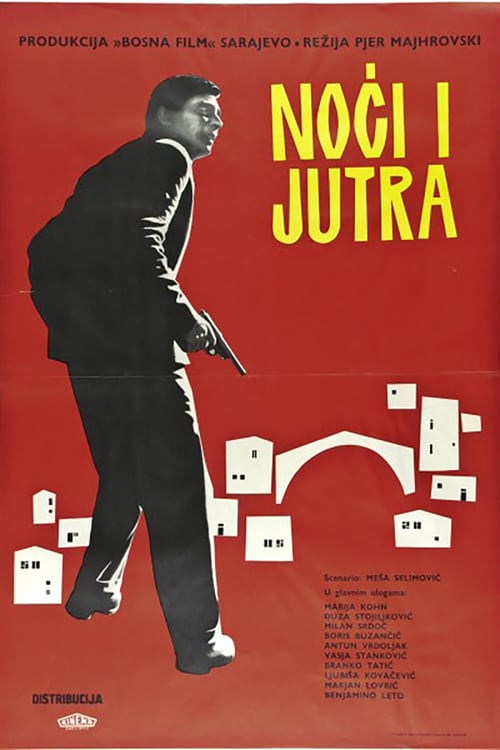 PRODUKCIJA »BOSNA FILM« SARAJEVO • REŽIJA PJER MAJHROVSKI
NOĆI I
JUTRA
Scenario: MEŠA SELIMOVIĆ
U glavnim ulogama:
MARIJA KOHN
DUZA STOJILJKOVIĆ
MILAN SRDOČ
BORIS BUZANČIĆ
ANTUN VRDOLJAK
VASJA STANKOVIĆ
BRANKO TATIĆ
LJUBIŠA KOVAČEVIĆ
MARJAN LOVRIĆ
BENJAMINO LETO
DISTRIBUCIJA
KINEMA